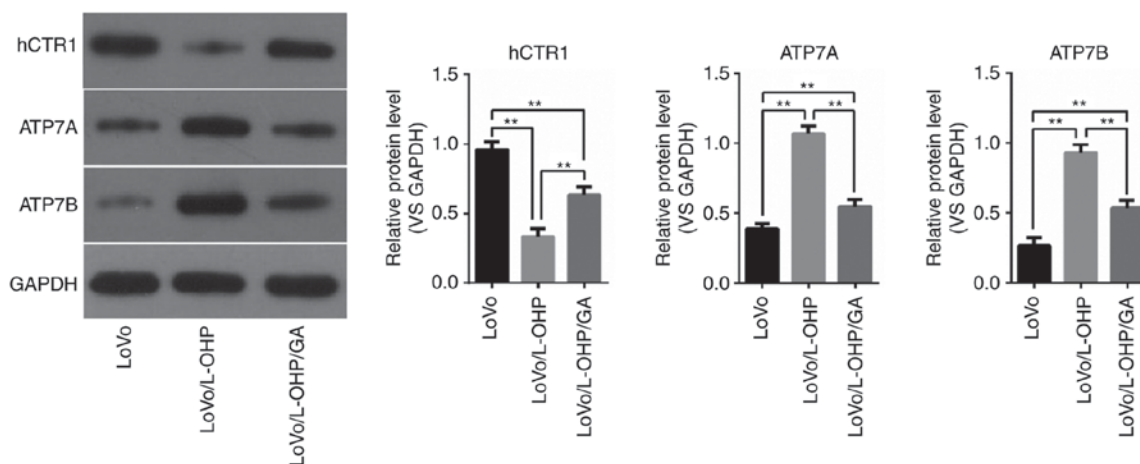 hCTR1
ATP7A
ATP7B
GAPDH
LoVo
LoVo/L-OHP
LoVo/L-OHP/GA
hCTR1
Relative protein level
(VS GAPDH)
1.5
1.0
0.5
0.0
**
**
**
LoVo
LoVo/L-OHP
LoVo/L-OHP/GA
ATP7A
Relative protein level
(VS GAPDH)
1.5
1.0
0.5
0.0
**
** **
LoVo
LoVo/L-OHP
LoVo/L-OHP/GA
ATP7B
Relative protein level
(VS GAPDH)
1.5
1.0
0.5
0.0
**
** **
LoVo
LoVo/L-OHP
LoVo/L-OHP/GA